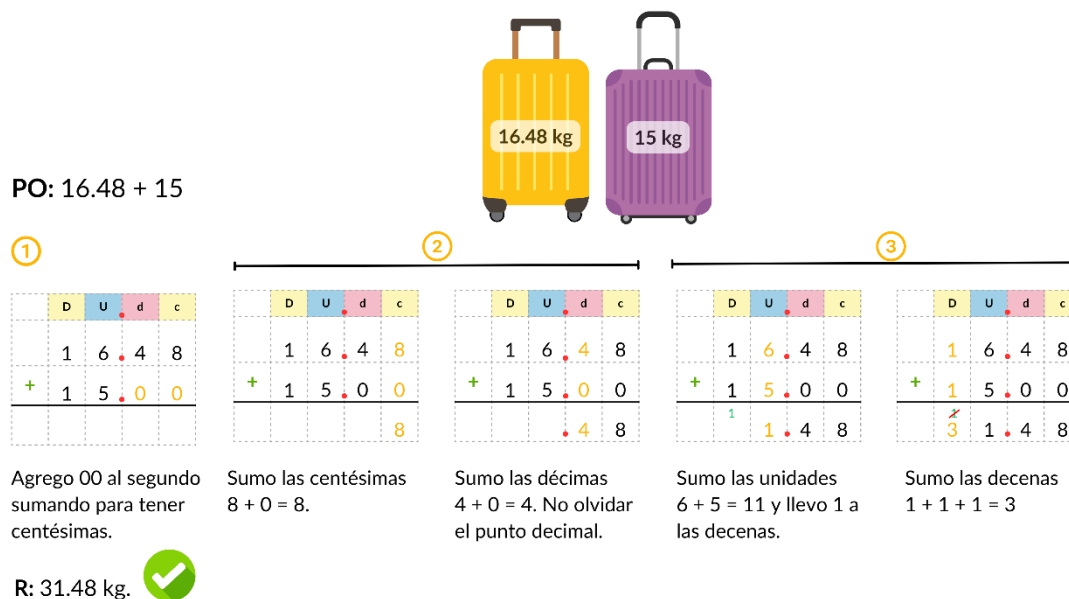 16.48 kg
15 kg
PO: 16.48 + 15
1
2
3
D U . d c
1 6 . 4 8
+ 1 5 . 0 0
Agrego 00 al segundo
sumando para tener
centésimas.
D U . d c
1 6 . 4 8
+ 1 5 . 0 0
8
Sumo las centésimas
8 + 0 = 8.
D U . d c
1 6 . 4 8
+ 1 5 . 0 0
. 4 8
Sumo las décimas
4 + 0 = 4. No olvidar
el punto decimal.
D U . d c
1 6 . 4 8
+ 1 5 . 0 0
1
1 . 4 8
Sumo las unidades
6 + 5 = 11 y llevo 1 a
las decenas.
D U . d c
1 6 . 4 8
+ 1 5 . 0 0
1
3 1 . 4 8
Sumo las decenas
1 + 1 + 1 = 3
R: 31.48 kg.